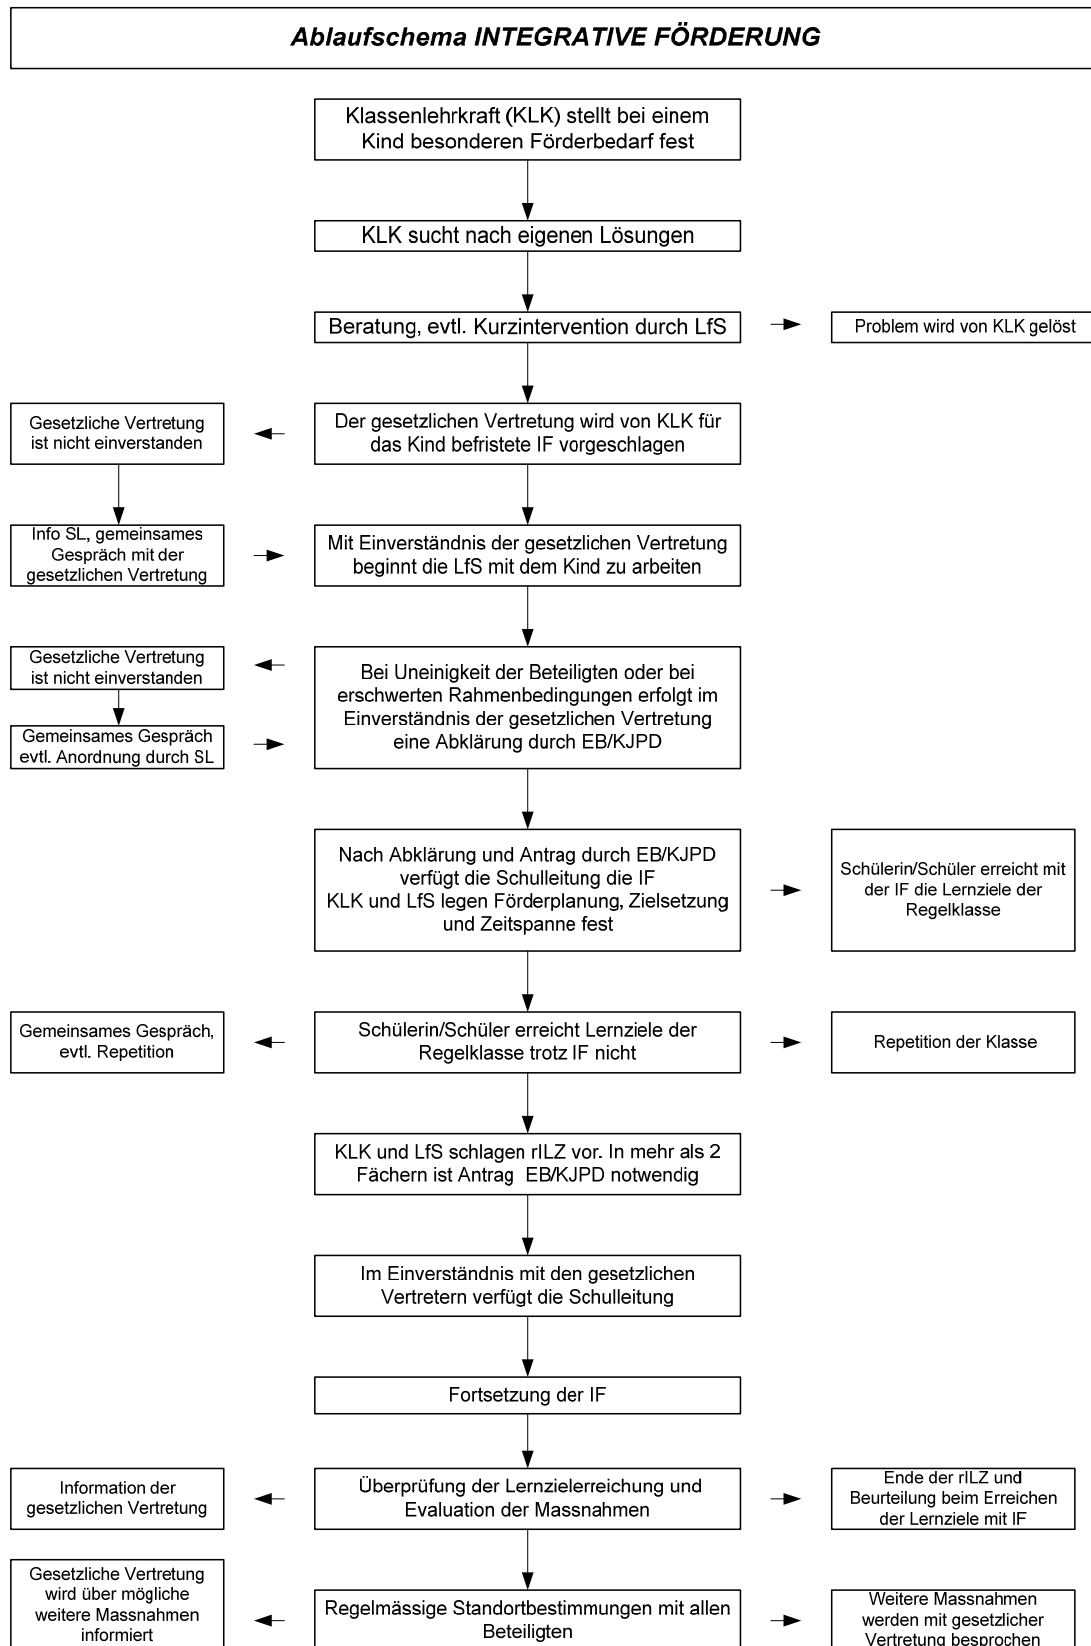 Ablaufschema INTEGRATIVE FÖRDERUNG
Klassenlehrkraft (KLK) stellt bei einem
Kind besonderen Förderbedarf fest
KLK sucht nach eigenen Lösungen
Beratung, evtl. Kurzintervention durch LfS
Problem wird von KLK gelöst
Gesetzliche Vertretung
ist nicht einverstanden
Der gesetzlichen Vertretung wird von KLK für
das Kind befristete IF vorgeschlagen
Info SL, gemeinsames
Gespräch mit der
gesetzlichen Vertretung
Mit Einverständnis der gesetzlichen Vertretung
beginnt die LfS mit dem Kind zu arbeiten
Gesetzliche Vertretung
ist nicht einverstanden
Gemeinsames Gespräch
evtl. Anordnung durch SL
Bei Uneinigkeit der Beteiligten oder bei
erschwerten Rahmenbedingungen erfolgt im
Einverständnis der gesetzlichen Vertretung
eine Abklärung durch EB/KJPD
Nach Abklärung und Antrag durch EB/KJPD
verfügt die Schulleitung die IF
KLK und LfS legen Förderplanung, Zielsetzung
und Zeitspanne fest
Schülerin/Schüler erreicht mit
der IF die Lernziele der
Regelklasse
Gemeinsames Gespräch,
evtl. Repetition
Schülerin/Schüler erreicht Lernziele der
Regelklasse trotz IF nicht
Repetition der Klasse
KLK und LfS schlagen rILZ vor. In mehr als 2
Fächern ist Antrag EB/KJPD notwendig
Im Einverständnis mit den gesetzlichen
Vertretern verfügt die Schulleitung
Fortsetzung der IF
Information der
gesetzlichen Vertretung
Überprüfung der Lernzielerreichung und
Evaluation der Massnahmen
Ende der rILZ und
Beurteilung beim Erreichen
der Lernziele mit IF
Gesetzliche Vertretung
wird über mögliche
weitere Massnahmen
informiert
Regelmässige Standortbestimmungen mit allen
Beteiligten
Weitere Massnahmen
werden mit gesetzlicher
Vertretung besprochen